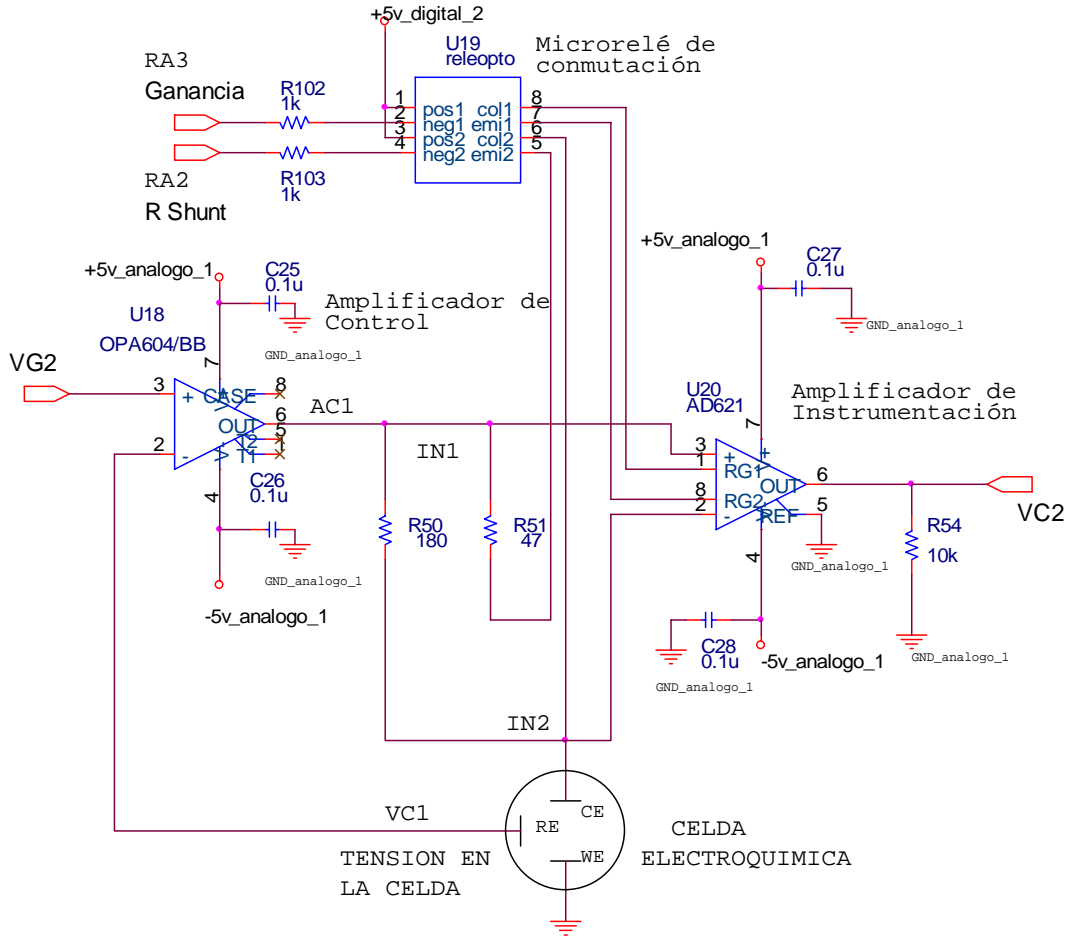 +5v_digital_2
U19
releopto
Microrelé de
conmutación
RA3
Ganancia
R102
1k
1
2
3
4
pos1
neg1
pos2
neg2
col1
emi1
col2
emi2
8
7
6
5
RA2
R Shunt
R103
1k
+5v_analogo_1
C25
0.1u
GND_analogo_1
Amplificador de
Control
U18
OPA604/BB
VG2
3
2
7
4
+
-
CASE
V+
OUT
T2
T1
V-
8
6
5
1
AC1
IN1
C26
0.1u
GND_analogo_1
-5v_analogo_1
R50
180
R51
47
+5v_analogo_1
C27
0.1u
GND_analogo_1
U20
AD621
Amplificador de
Instrumentación
7
3
1
8
2
4
+
RG1
RG2
-
V+
OUT
V-
REF
6
5
GND_analogo_1
VC2
R54
10k
GND_analogo_1
C28
0.1u
GND_analogo_1
-5v_analogo_1
IN2
VC1
RE
CE
WE
TENSION EN
LA CELDA
CELDA
ELECTROQUIMICA